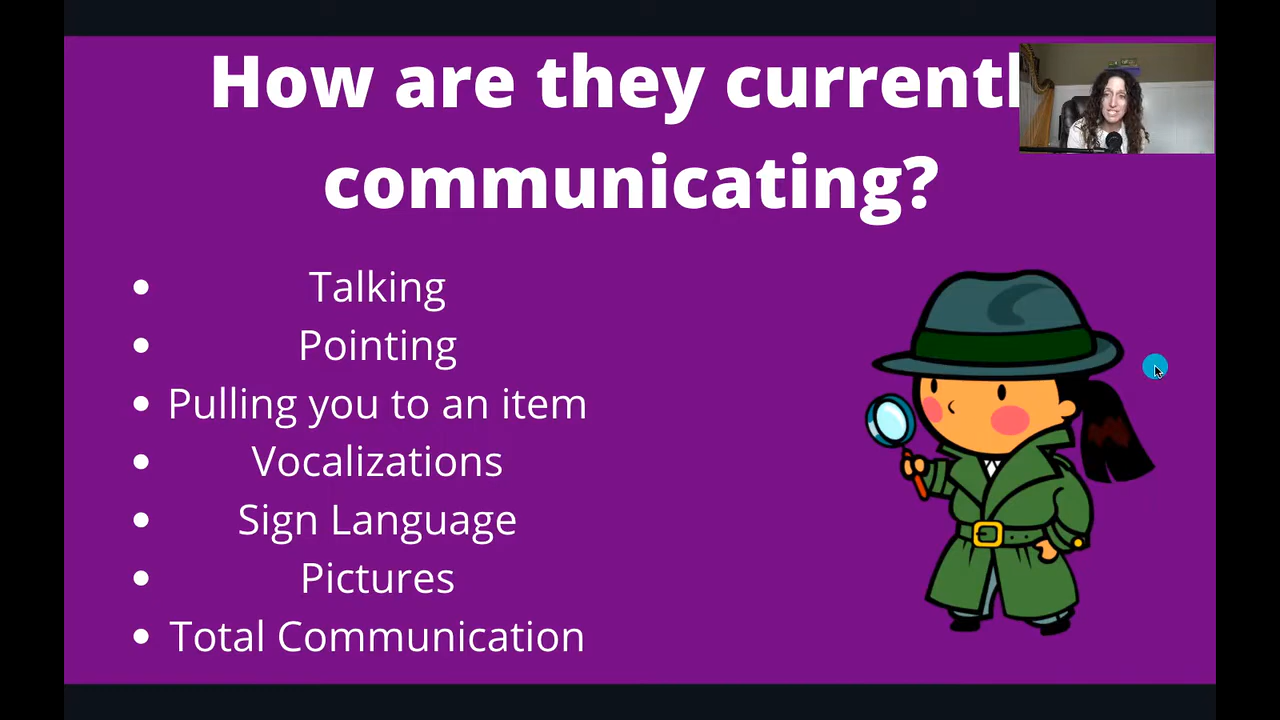 How are they currentl
communicating?
• Talking
• Pointing
• Pulling you to an item
• Vocalizations
• Sign Language
• Pictures
• Total Communication